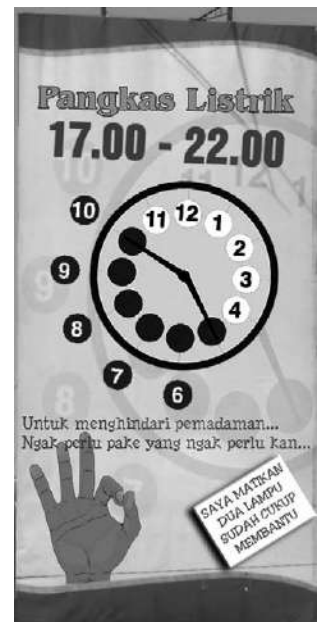 Pangkas Listrik
17.00 - 22.00
12
11
1
10
2
9
3
8
4
7
6
Untuk menghindari pemadaman...
Ngak perlu pake yang ngak perlu kan...
SAYA MATIKAN
DUA LAMPU
SUDAH CUKUP
MEMBANTU